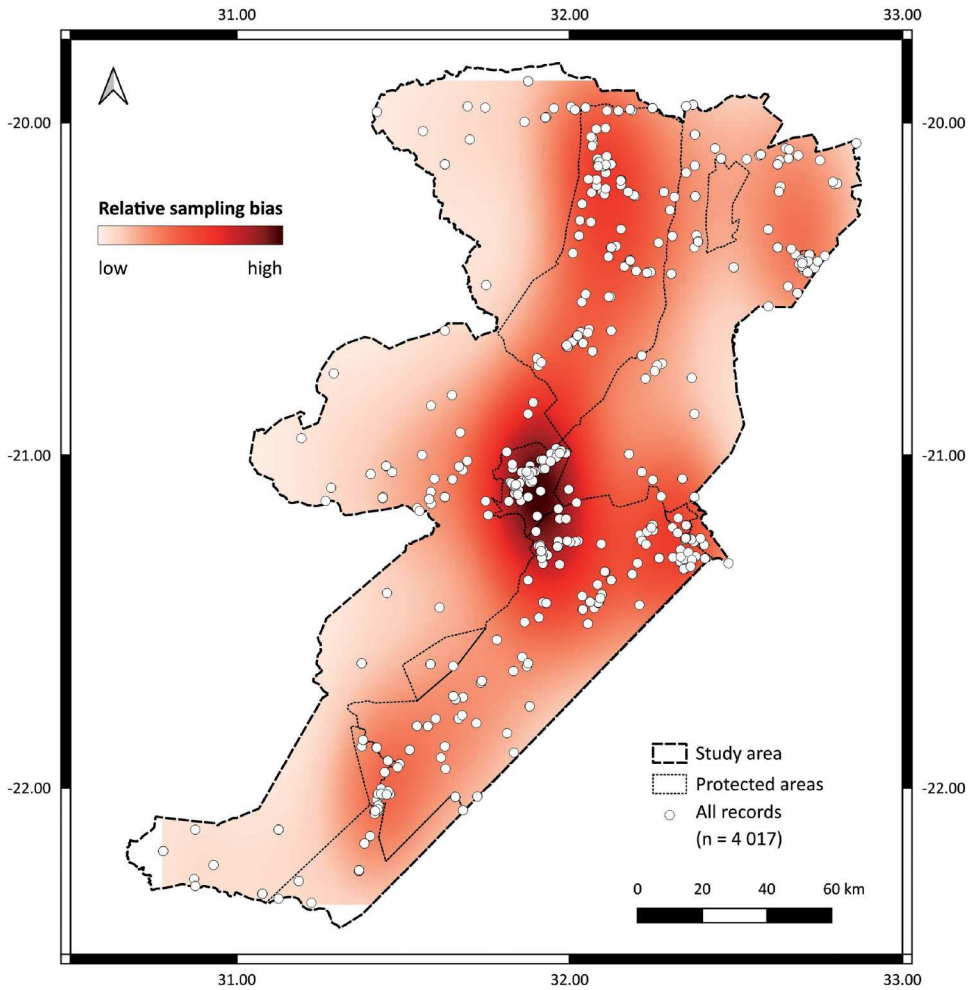 31.00 32.00 33.00
-20.00 -20.00
Relative sampling bias
low high
-21.00 -21.00
Study area
Protected areas
-22.00 -22.00
All records
(n = 4 017)
0 20 40 60 km
31.00 32.00 33.00